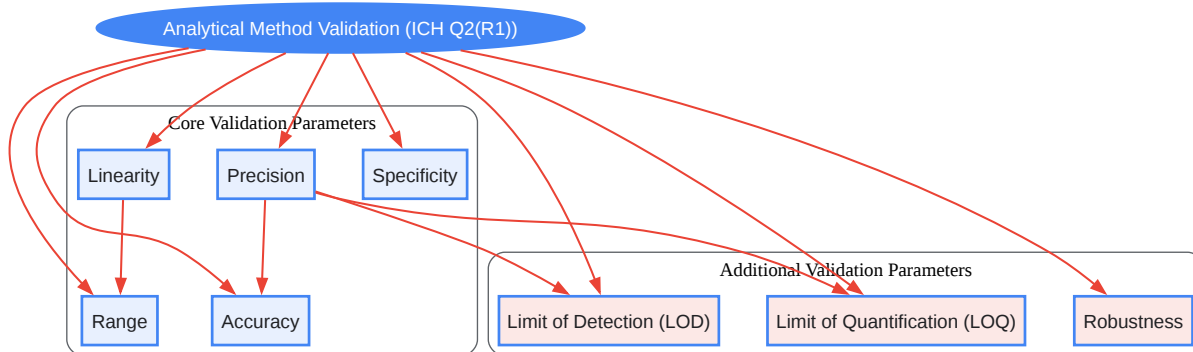 Analytical Method Validation (ICH Q2(R1))
Core Validation Parameters
Linearity
Precision
Specificity
Additional Validation Parameters
Range
Accuracy
Limit of Detection (LOD)
Limit of Quantification (LOQ)
Robustness